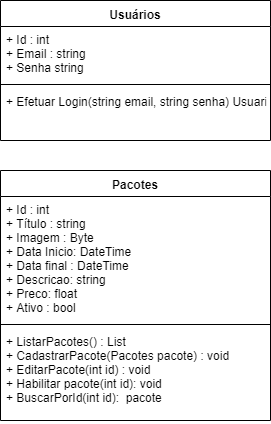 Usuários
+ Id : int
+ Email : string
+ Senha string
+ Efetuar Login(string email, string senha) Usuari
Pacotes
+ Id : int
+ Título : string
+ Imagem : Byte
+ Data Inicio: DateTime
+ Data final : DateTime
+ Descricao: string
+ Preco: float
+ Ativo : bool
+ ListarPacotes() : List
+ CadastrarPacote(Pacotes pacote) : void
+ EditarPacote(int id) : void
+ Habilitar pacote(int id): void
+ BuscarPorId(int id): pacote